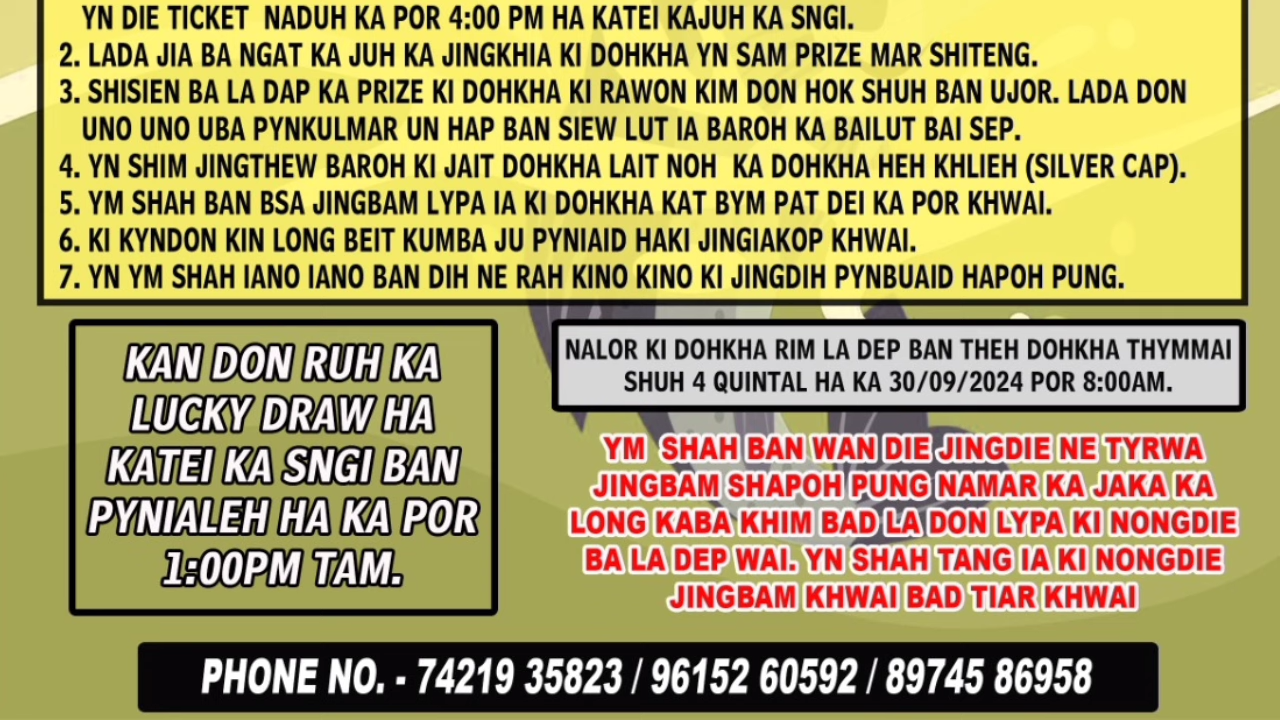 YN DIE TICKET NADUH KA POR 4:00 PM HA KATEI KAJUH KA SNGI.
2. LADA JIA BA NGAT KA JUH KA JINGKHIA KI DOHKHA YN SAM PRIZE MAR SHITENG.
3. SHISIEN BA LA DAP KA PRIZE KI DOHKHA KI RAWON KIM DON HOK SHUH BAN UJOR. LADA DON
UNO UNO UBA PYNKULMAR UN HAP BAN SIEW LUT IA BAROH KA BAILUT BAI SEP.
4. YN SHIM JINGTHEW BAROH KI JAIT DOHKHA LAIT NOH KA DOHKHA HEH KHLIEH (SILVER CAP).
5. YM SHAH BAN BSA JINGBAM LYPA IA KI DOHKHA KAT BYM PAT DEI KA POR KHWAI.
6. KI KYNDON KIN LONG BEIT KUMBA JU PYNIAID HAKI JINGIAKOP KHWAI.
7. YN YM SHAH IANO IANO BAN DIH NE RAH KINO KINO KI JINGDIH PYNBUAID HAPOH PUNG.
KAN DON RUH KA
LUCKY DRAW HA
KATEI KA SNGI BAN
PYNIALEH HA KA POR
1:00PM TAM.
NALOR KI DOHKHA RIM LA DEP BAN THEH DOHKHA THYMMAI
SHUH 4 QUINTAL HA KA 30/09/2024 POR 8:00AM.
YM SHAH BAN WAN DIE JINGDIE NE TYRWA
JINGBAM SHAPOH PUNG NAMAR KA JAKA KA
LONG KABA KHIM BAD LA DON LYPA KI NONGDIE
BA LA DEP WAI. YN SHAH TANG IA KI NONGDIE
JINGBAM KHWAI BAD TIAR KHWAI
PHONE NO. - 74219 35823 / 96152 60592 / 89745 86958